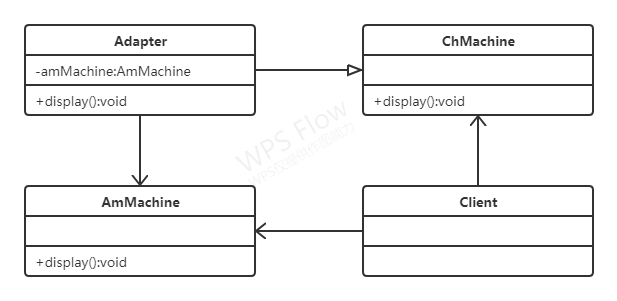 Adapter
-amMachine:AmMachine
+display():void
ChMachine
+display():void
WPS Flow
AmMachine
+display():void
Client